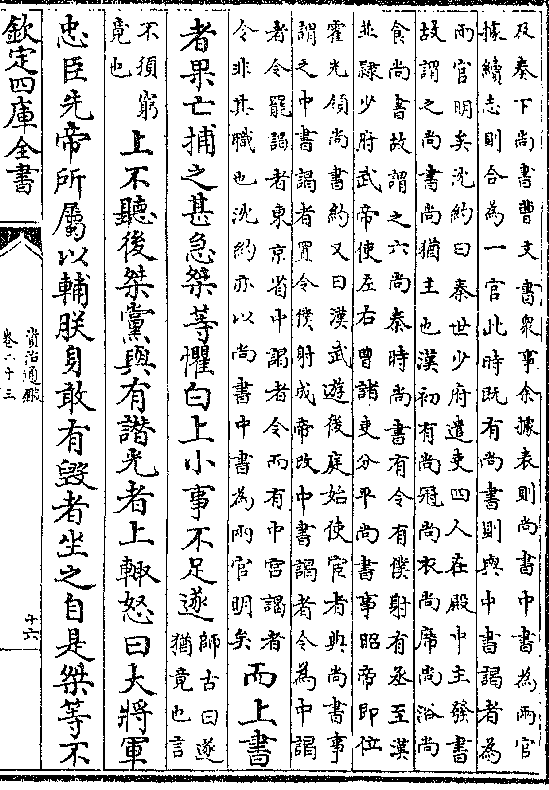 及秦下尚書曹文書眾事余據表則尚書中書為兩官
據續志則合為一官此時既有尚書則與中書謁者為
兩官明矣沈約曰秦世少府遣吏四人在殿中主發書
故謂之尚書尚猶主也漢初有尚冠尚衣尚席尚浴尚
食尚書故謂之六尚秦時尚書有令有僕射有丞至漢
並隸少府武帝使左右曹諸吏分平尚書事昭帝即位
霍光領尚書約又曰漢武遊後庭始使宦者典尚書事
謂之中書謁者置令僕射成帝改中書謁者令為中謁
者令罷謁者東京省中謁者令而有中宮謁者
令非其職也沈約亦以尚書中書為兩官明矣
而上書
者果亡捕之甚急桀等懼白上小事不足遂
師古曰遂
猶竟也言
不須窮
竟也
上不聽後桀黨與有譖光者上輒怒曰大將軍
忠臣先帝所屬以輔朕身敢有毀者坐之自是桀等不
欽定四庫全書
資治通鑑
卷二十三
十六